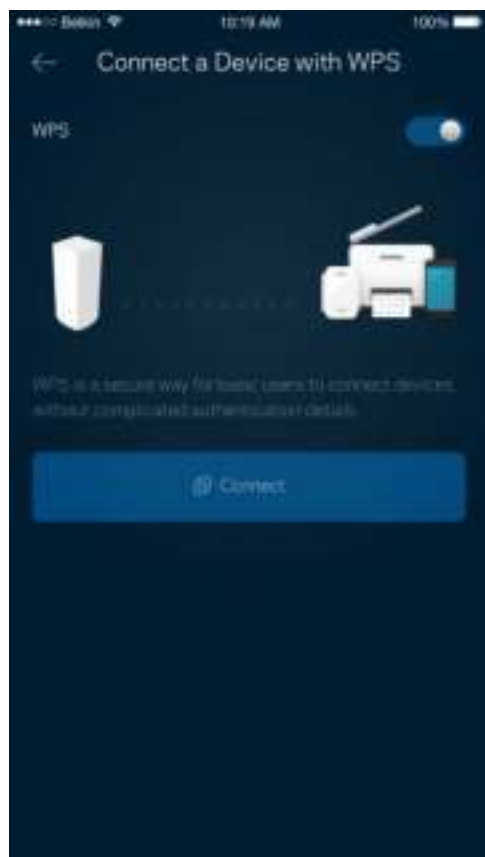 Belkin 10:19 AM 100%
Connect a Device with WPS
WPS
WPS is a secure way for basic users to connect devices
without complicated authentication details.
Connect